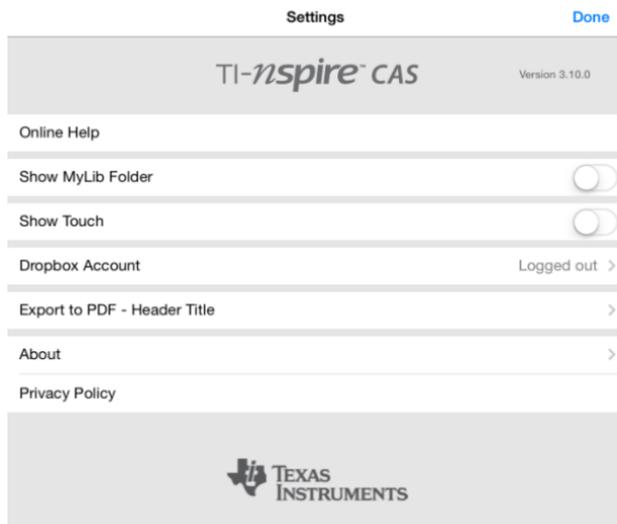 Settings Done
TI-nspire™ CAS Version 3.10.0
Online Help
Show MyLib Folder
Show Touch
Dropbox Account Logged out >
Export to PDF - Header Title >
About >
Privacy Policy
TEXAS
INSTRUMENTS